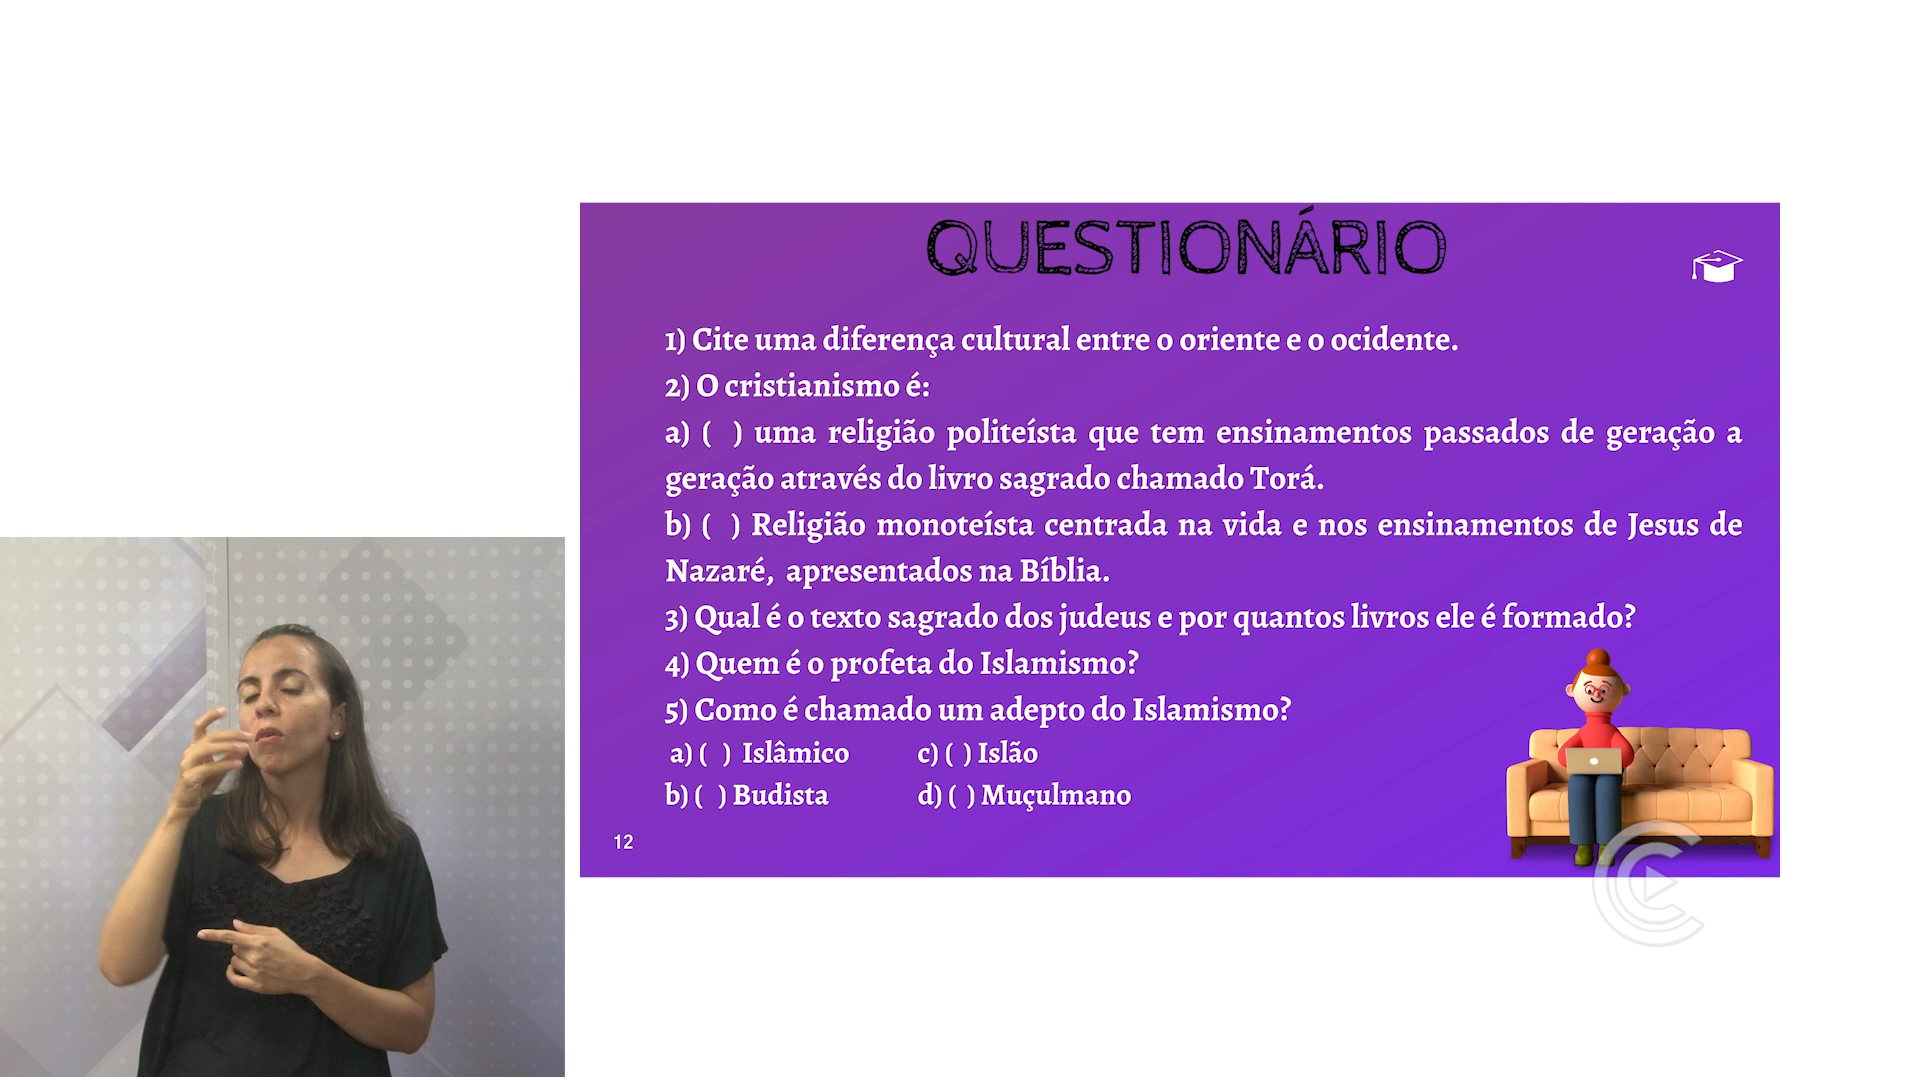 QUESTIONÁRIO
1) Cite uma diferença cultural entre o oriente e o ocidente.
2) O cristianismo é:
a) ( ) uma religião politeísta que tem ensinamentos passados de geração a
geração através do livro sagrado chamado Torá.
b) ( ) Religião monoteísta centrada na vida e nos ensinamentos de Jesus de
Nazaré, apresentados na Bíblia.
3) Qual é o texto sagrado dos judeus e por quantos livros ele é formado?
4) Quem é o profeta do Islamismo?
5) Como é chamado um adepto do Islamismo?
a) ( ) Islâmico c) ( ) Islão
b) ( ) Budista d) ( ) Muçulmano
12